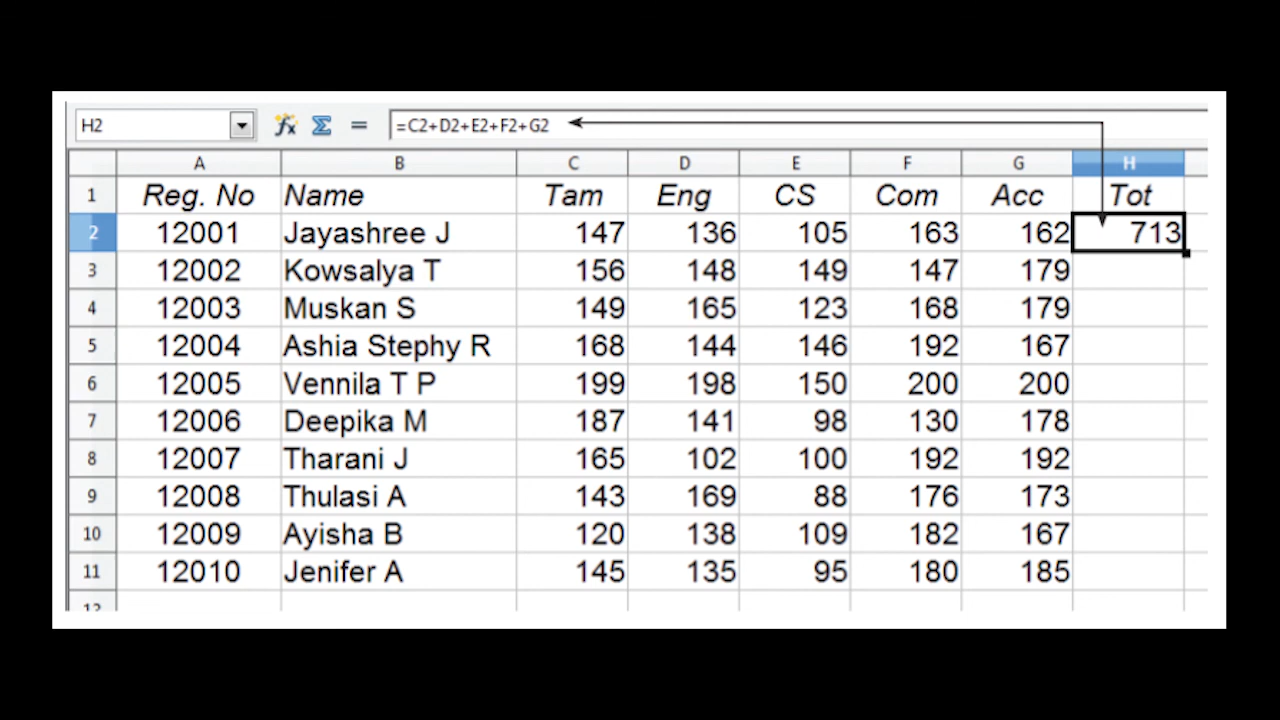 H2 fx Σ = =C2+D2+E2+F2+G2
A B C D E F G H
1 Reg. No Name Tam Eng CS Com Acc Tot
2 12001 Jayashree J 147 136 105 163 162 713
3 12002 Kowsalya T 156 148 149 147 179
4 12003 Muskan S 149 165 123 168 179
5 12004 Ashia Stephy R 168 144 146 192 167
6 12005 Vennila T P 199 198 150 200 200
7 12006 Deepika M 187 141 98 130 178
8 12007 Tharani J 165 102 100 192 192
9 12008 Thulasi A 143 169 88 176 173
10 12009 Ayisha B 120 138 109 182 167
11 12010 Jenifer A 145 135 95 180 185
12